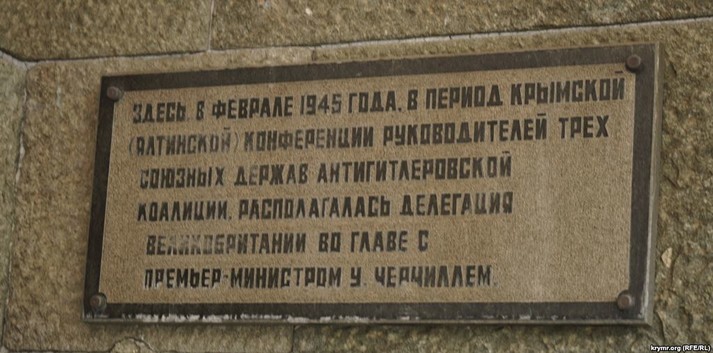 ЗДЕСЬ, В ФЕВРАЛЕ 1945 ГОДА, В ПЕРИОД КРЫМСКОЙ
(ЯЛТИНСКОЙ) КОНФЕРЕНЦИИ РУКОВОДИТЕЛЕЙ ТРЕХ
СОЮЗНЫХ ДЕРЖАВ АНТИГИТЛЕРОВСКОЙ
КОАЛИЦИИ, РАСПОЛАГАЛАСЬ ДЕЛЕГАЦИЯ
ВЕЛИКОБРИТАНИИ ВО ГЛАВЕ С
ПРЕМЬЕР-МИНИСТРОМ У. ЧЕРЧИЛЛЕМ.
krymr.org (RFE/RL)